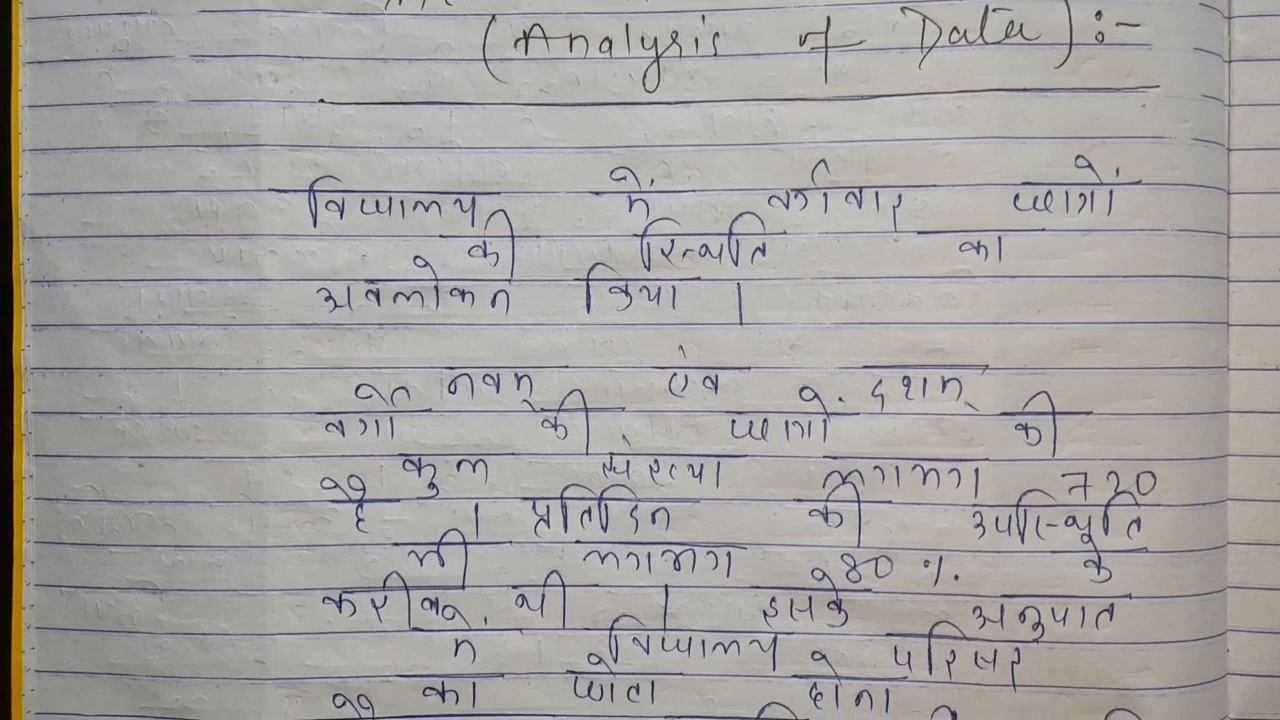 (Analysis of Data) :-
विद्यालय में वर्गवार छात्रों
की स्थिति का
अवलोकन किया |
नवम् एंव दशम्
वर्गो की छात्रो की
कुल संख्या लगभग 720
है | प्रतिदिन की उपस्थिति
भी लगभग 80 % के
करीब थी | इसके अनुपात
में विद्यालय परिसर
का छोटा होना